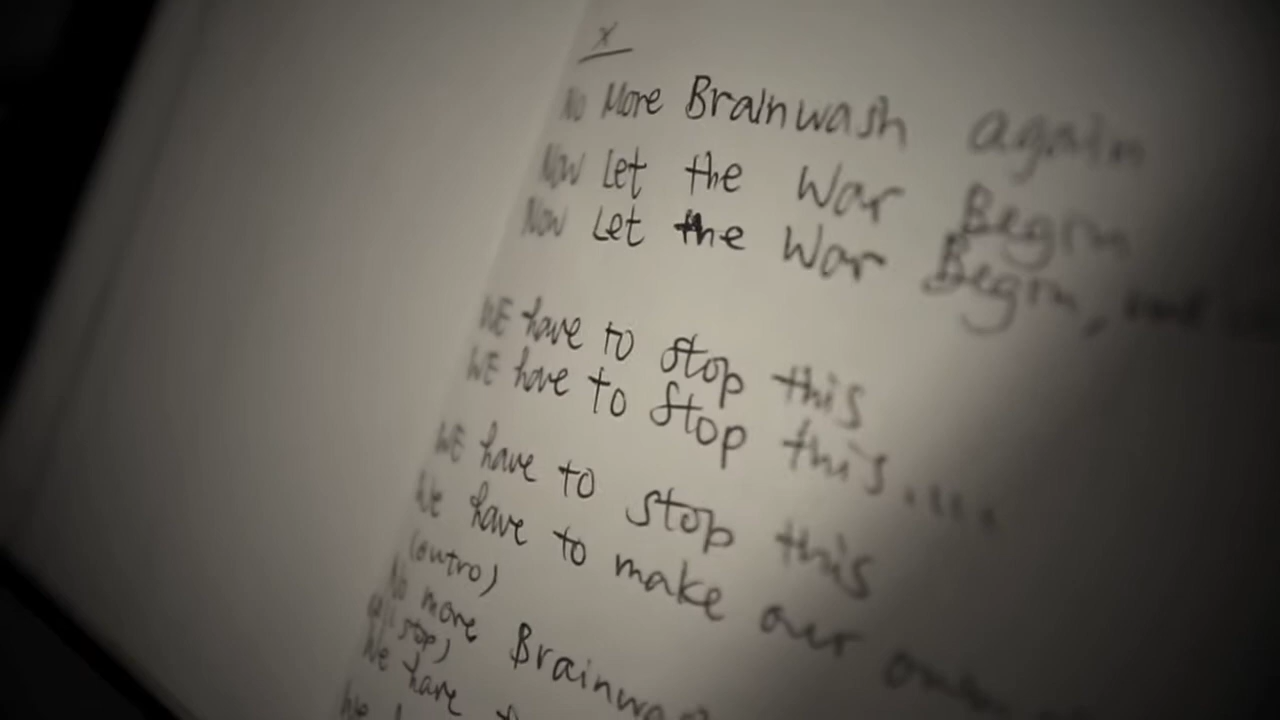 x
No More Brainwash again
Now Let the War Begin
Now Let the War Begin,
WE have to stop this
WE have to stop this....
WE have to stop this
We have to make our own
(outro)
No more
(all stop)
We have
We